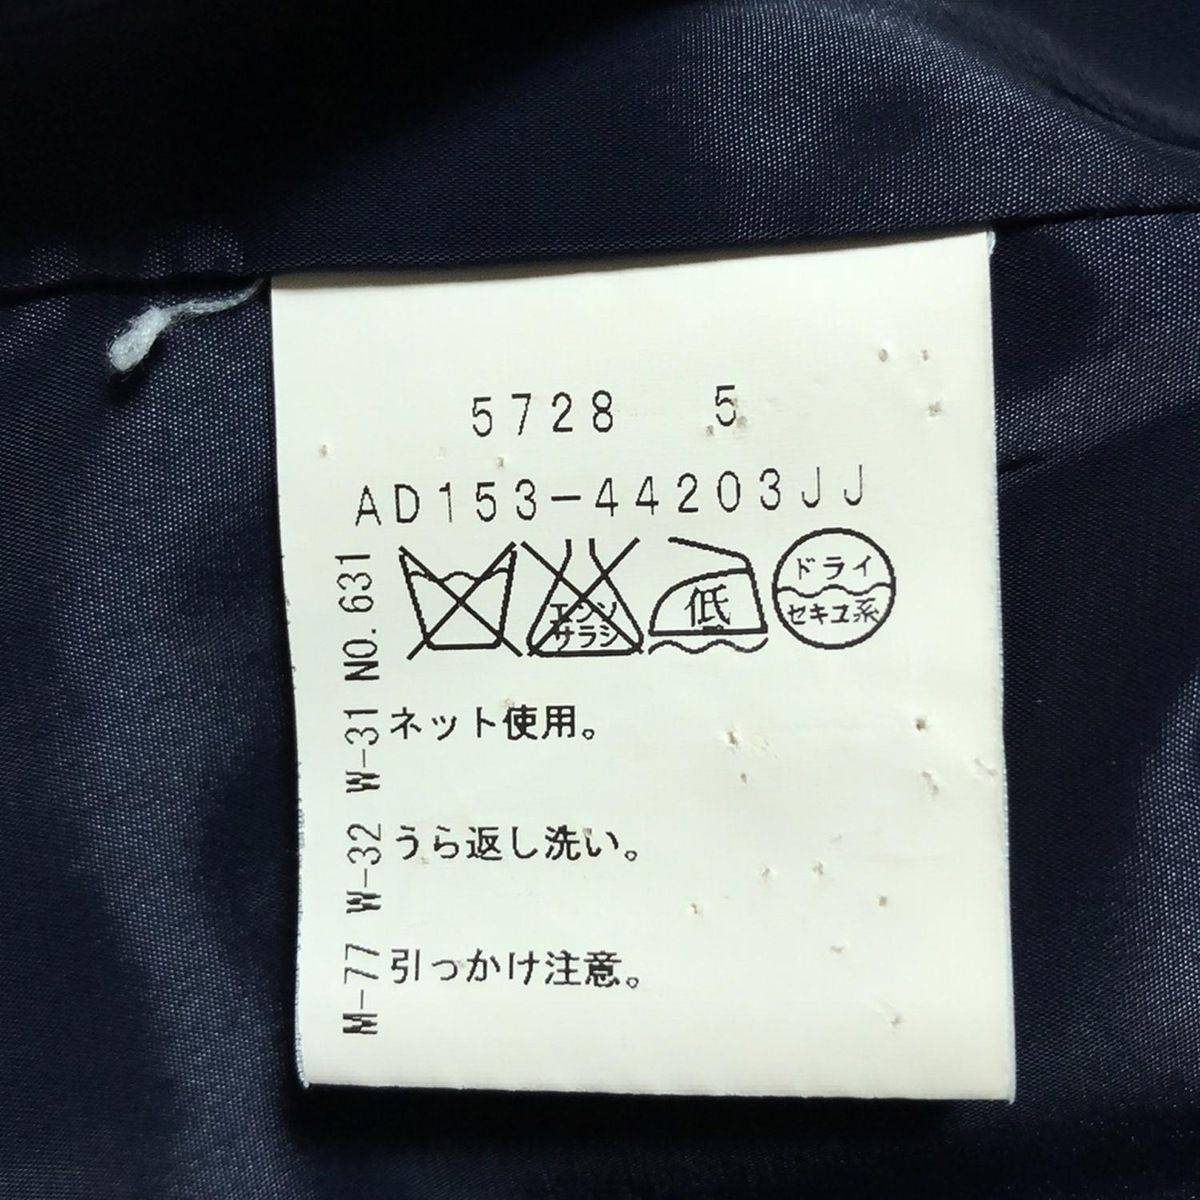 5728 5
AD153-44203JJ
エンソ
サラシ
低
ドライ
セキユ系
ネット使用。
うら返し洗い。
引っかけ注意。
M-77 W-32 W-31 NO.631